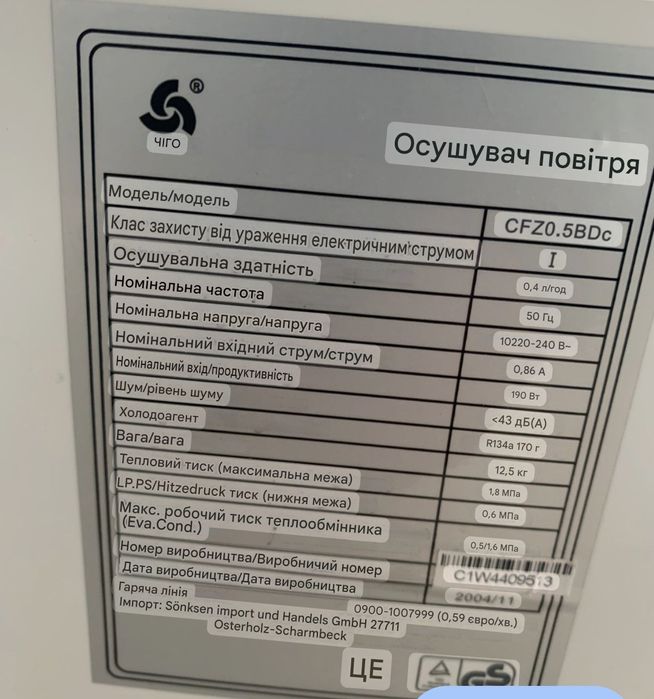 ®
ЧІГО
Осушувач повітря
Модель/модель CFZ0.5BDc
Клас захисту від ураження електричним струмом I
Осушувальна здатність 0,4 л/год
Номінальна частота 50 Гц
Номінальна напруга/напруга 10220-240 В~
Номінальний вхідний струм/струм 0,86 А
Номінальний вхід/продуктивність 190 Вт
Шум/рівень шуму <43 дБ(А)
Холодоагент R134a 170 г
Вага/вага 12,5 кг
Тепловий тиск (максимальна межа) 1,8 МПа
LP.PS/Hitzedruck тиск (нижня межа) 0,6 МПа
Макс. робочий тиск теплообмінника
(Eva.Cond.) 0,5/1,6 МПа
Номер виробництва/Виробничий номер C1W4409513
Дата виробництва/Дата виробництва 2004/11
Гаряча лінія 0900-1007999 (0,59 євро/хв.)
Імпорт: Sönksen import und Handels GmbH 27711
Osterholz-Scharmbeck
ЦЕ GS